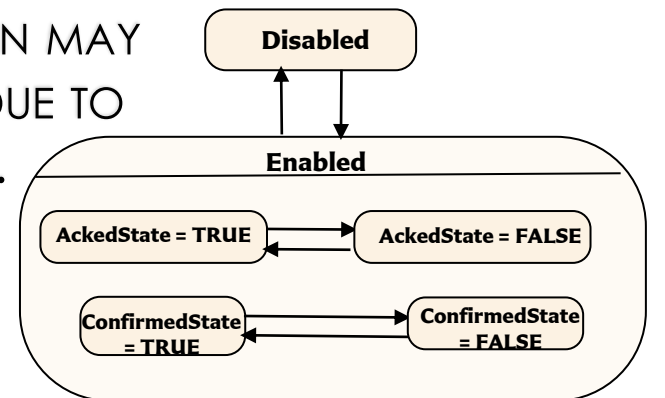 N MAY
DUE TO
.
Disabled
Enabled
AckedState = TRUE
AckedState = FALSE
ConfirmedState
= TRUE
ConfirmedState
= FALSE